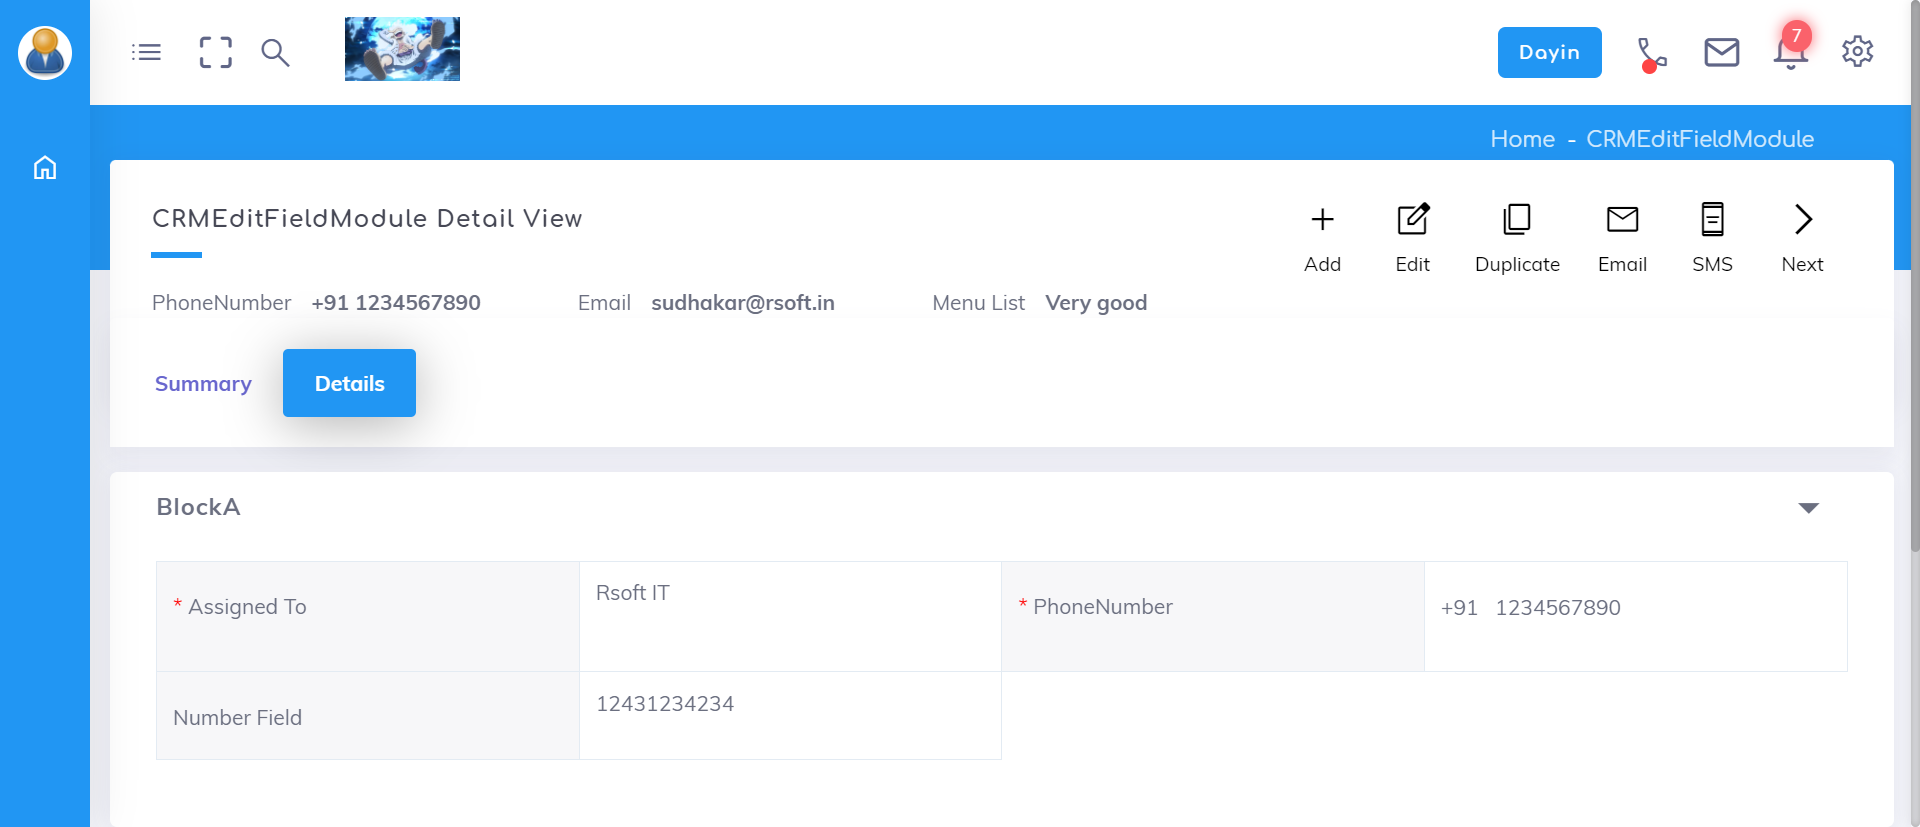 Dayin
7
Home - CRMEditFieldModule
CRMEditFieldModule Detail View
Add Edit Duplicate Email SMS Next
PhoneNumber +91 1234567890 Email sudhakar@rsoft.in Menu List Very good
Summary Details
BlockA
* Assigned To Rsoft IT * PhoneNumber +91 1234567890
Number Field 12431234234